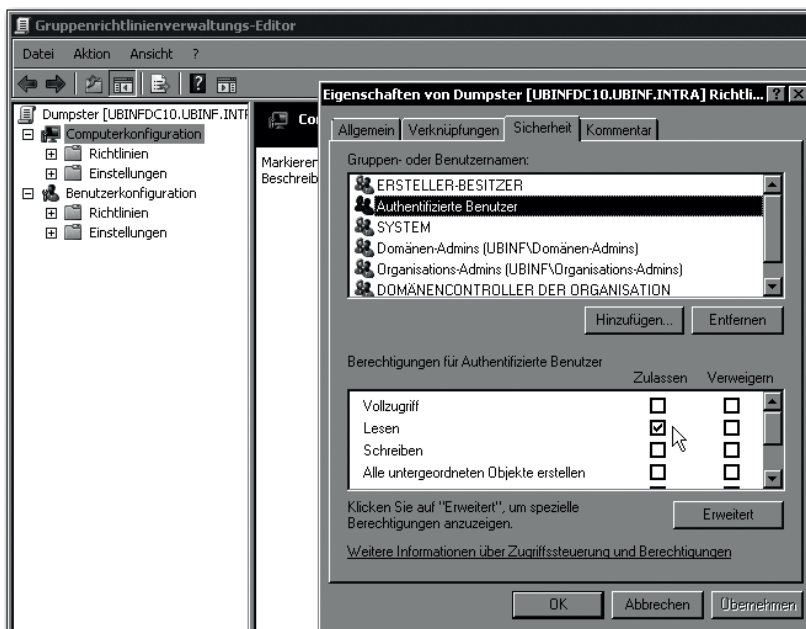 Gruppenrichtlinienverwaltungs-Editor
Datei Aktion Ansicht ?
Dumpster [UBINFDC10.UBINF.INTR
Computerkonfiguration
Richtlinien
Einstellungen
Benutzerkonfiguration
Richtlinien
Einstellungen
Co
Markieren
Beschreib
Eigenschaften von Dumpster [UBINFDC10.UBINF.INTRA] Richtli...
Allgemein Verknüpfungen Sicherheit Kommentar
Gruppen- oder Benutzernamen:
ERSTELLER-BESITZER
Authentifizierte Benutzer
SYSTEM
Domänen-Admins (UBINF\Domänen-Admins)
Organisations-Admins (UBINF\Organisations-Admins)
DOMÄNENCONTROLLER DER ORGANISATION
Hinzufügen... Entfernen
Berechtigungen für Authentifizierte Benutzer
Zulassen Verweigern
Vollzugriff
Lesen
Schreiben
Alle untergeordneten Objekte erstellen
Klicken Sie auf "Erweitert", um spezielle
Berechtigungen anzuzeigen.
Erweitert
Weitere Informationen über Zugriffssteuerung und Berechtigungen
OK Abbrechen Übernehmen